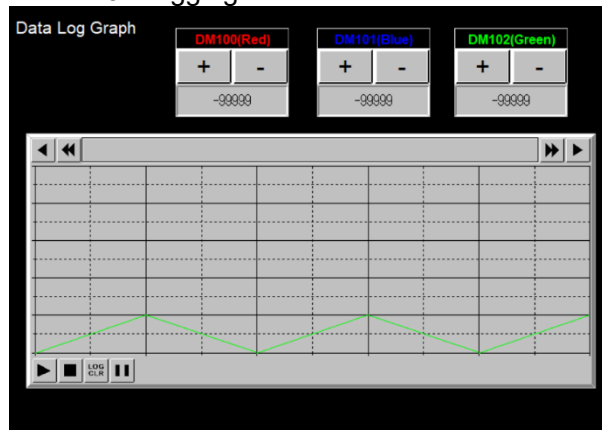 Data Log Graph
DM100(Red) DM101(Blue) DM102(Green)
+ - + - + -
-99999 -99999 -99999
LOG
CLR